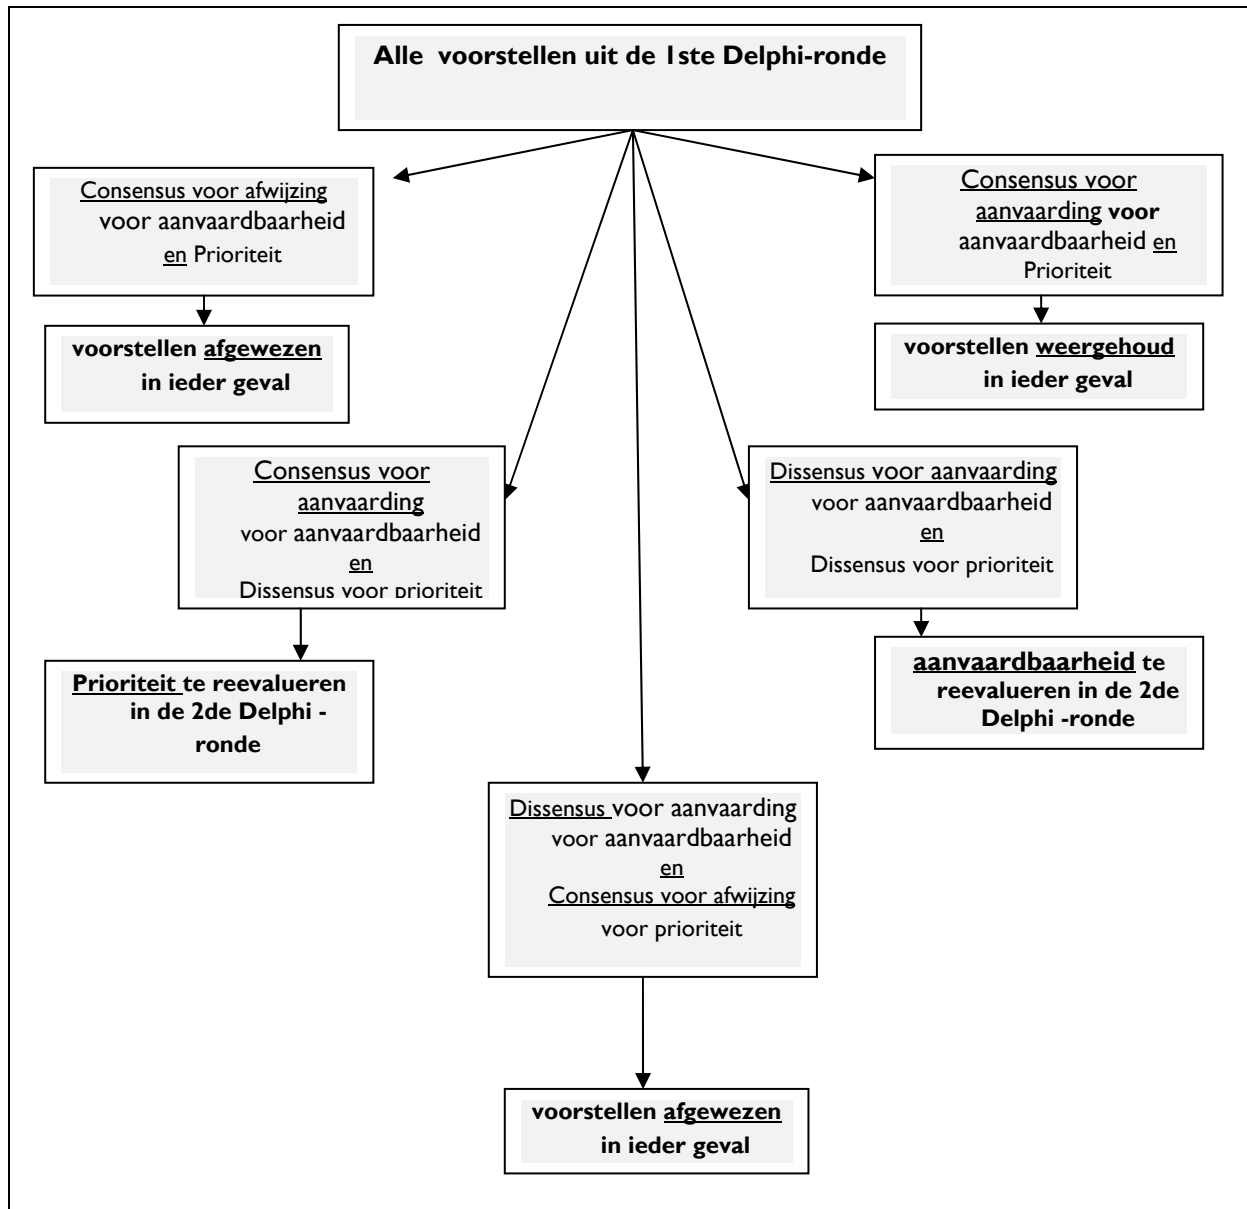 Alle voorstellen uit de 1ste Delphi-ronde
Consensus voor afwijzing
voor aanvaardbaarheid
en Prioriteit
voorstellen afgewezen
in ieder geval
Consensus voor
aanvaarding voor
aanvaardbaarheid en
Prioriteit
voorstellen weergehoud
in ieder geval
Consensus voor
aanvaarding
voor aanvaardbaarheid
en
Dissensus voor prioriteit
Prioriteit te reevalueren
in de 2de Delphi -
ronde
Dissensus voor aanvaarding
voor aanvaardbaarheid
en
Dissensus voor prioriteit
aanvaardbaarheid te
reevalueren in de 2de
Delphi -ronde
Dissensus voor aanvaarding
voor aanvaardbaarheid
en
Consensus voor afwijzing
voor prioriteit
voorstellen afgewezen
in ieder geval